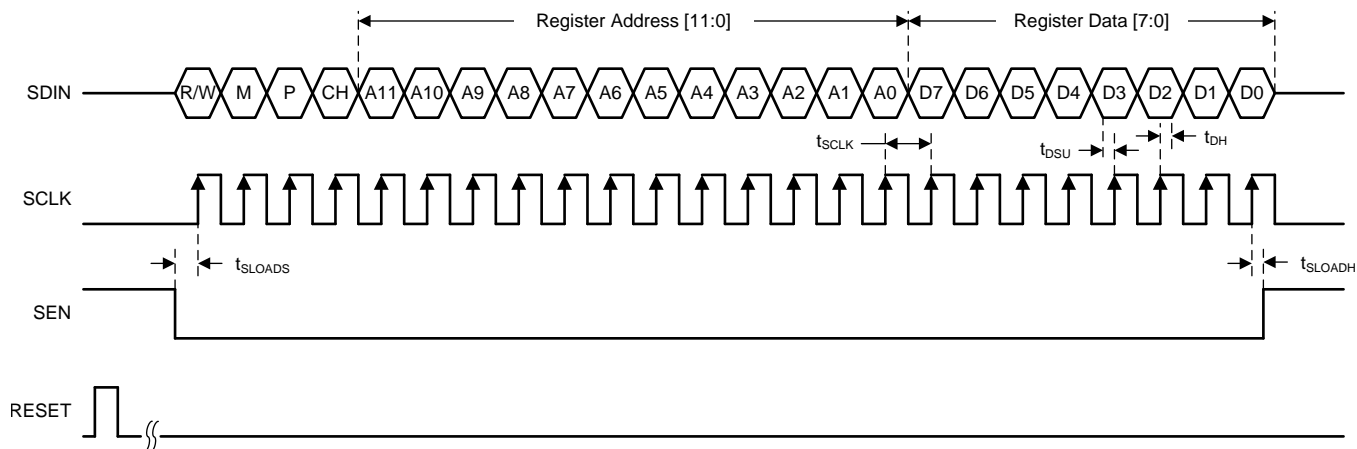 Register Address [11:0] Register Data [7:0]
SDIN R/W M P CH A11 A10 A9 A8 A7 A6 A5 A4 A3 A2 A1 A0 D7 D6 D5 D4 D3 D2 D1 D0
tSCLK tDSU tDH
SCLK
tSLOADS tSLOADH
SEN
RESET